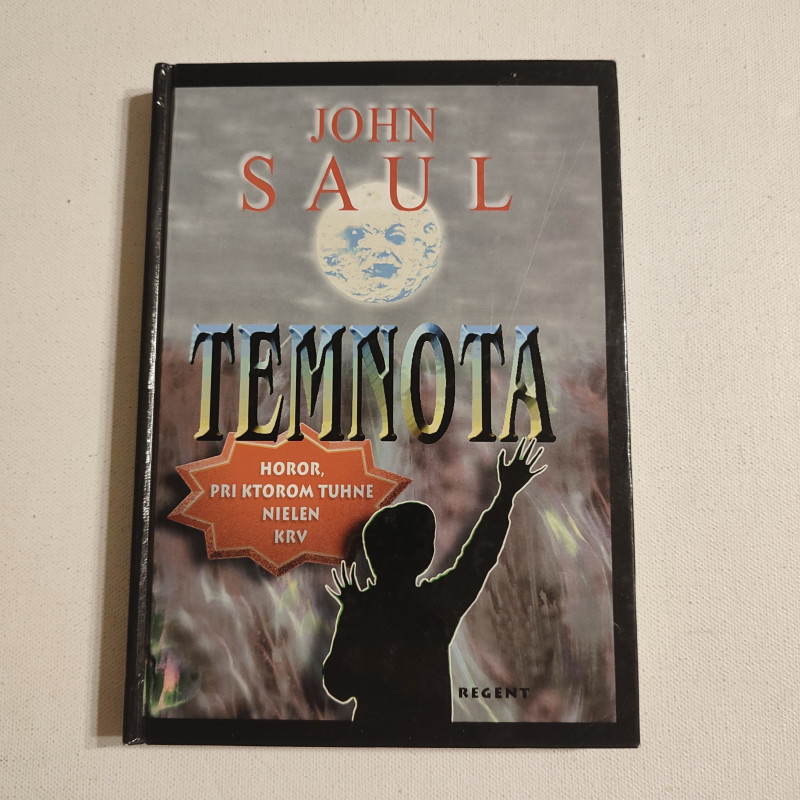 JOHN
SAUL
TEMNOTA
HOROR,
PRI KTOROM TUHNE
NIELEN
KRV
REGENT